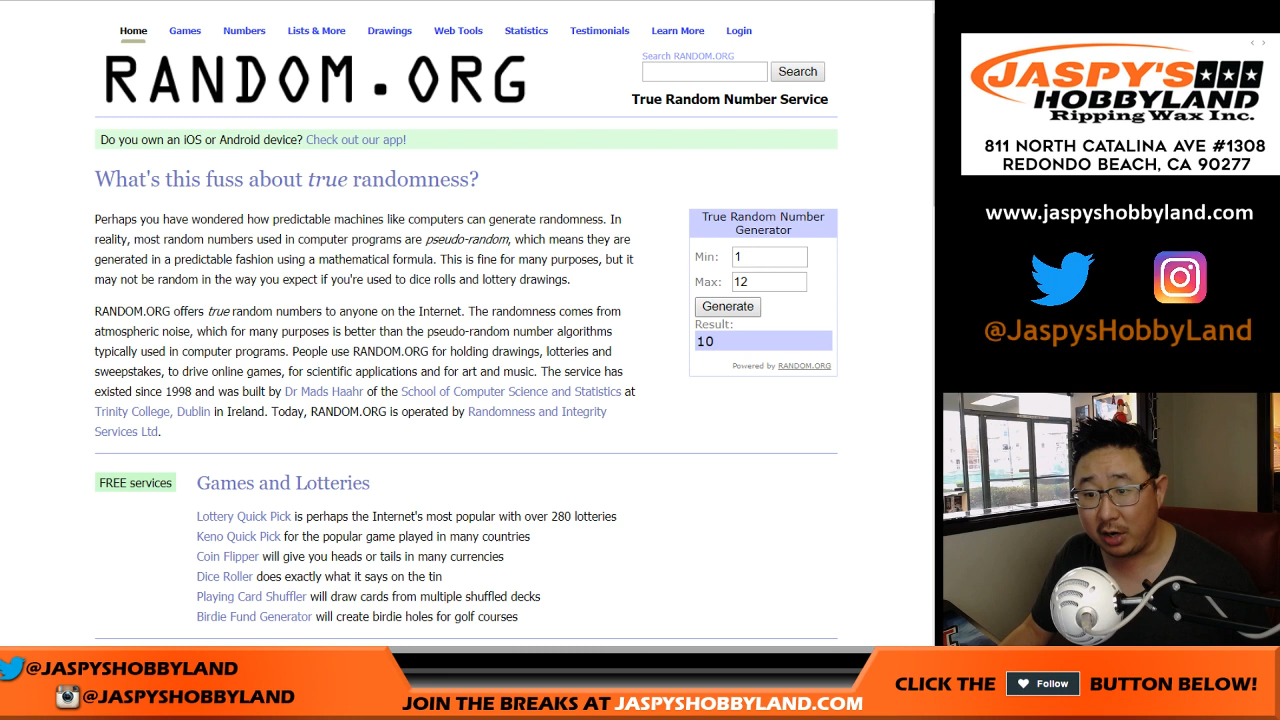 Home Games Numbers Lists & More Drawings Web Tools Statistics Testimonials Learn More Login
RANDOM.ORG
Search RANDOM.ORG
Search
True Random Number Service
Do you own an iOS or Android device? Check out our app!
What's this fuss about true randomness?
Perhaps you have wondered how predictable machines like computers can generate randomness. In
reality, most random numbers used in computer programs are pseudo-random, which means they are
generated in a predictable fashion using a mathematical formula. This is fine for many purposes, but it
may not be random in the way you expect if you're used to dice rolls and lottery drawings.
RANDOM.ORG offers true random numbers to anyone on the Internet. The randomness comes from
atmospheric noise, which for many purposes is better than the pseudo-random number algorithms
typically used in computer programs. People use RANDOM.ORG for holding drawings, lotteries and
sweepstakes, to drive online games, for scientific applications and for art and music. The service has
existed since 1998 and was built by Dr Mads Haahr of the School of Computer Science and Statistics at
Trinity College, Dublin in Ireland. Today, RANDOM.ORG is operated by Randomness and Integrity
Services Ltd.
True Random Number
Generator
Min: 1
Max: 12
Generate
Result:
10
Powered by RANDOM.ORG
FREE services
Games and Lotteries
Lottery Quick Pick is perhaps the Internet's most popular with over 280 lotteries
Keno Quick Pick for the popular game played in many countries
Coin Flipper will give you heads or tails in many currencies
Dice Roller does exactly what it says on the tin
Playing Card Shuffler will draw cards from multiple shuffled decks
Birdie Fund Generator will create birdie holes for golf courses
JASPY'S
HOBBYLAND
Ripping Wax Inc.
811 NORTH CATALINA AVE #1308
REDONDO BEACH, CA 90277
www.jaspyshobbyland.com
@JaspysHobbyLand
@JASPYSHOBBYLAND
@JASPYSHOBBYLAND
JOIN THE BREAKS AT JASPYSHOBBYLAND.COM
CLICK THE Follow BUTTON BELOW!